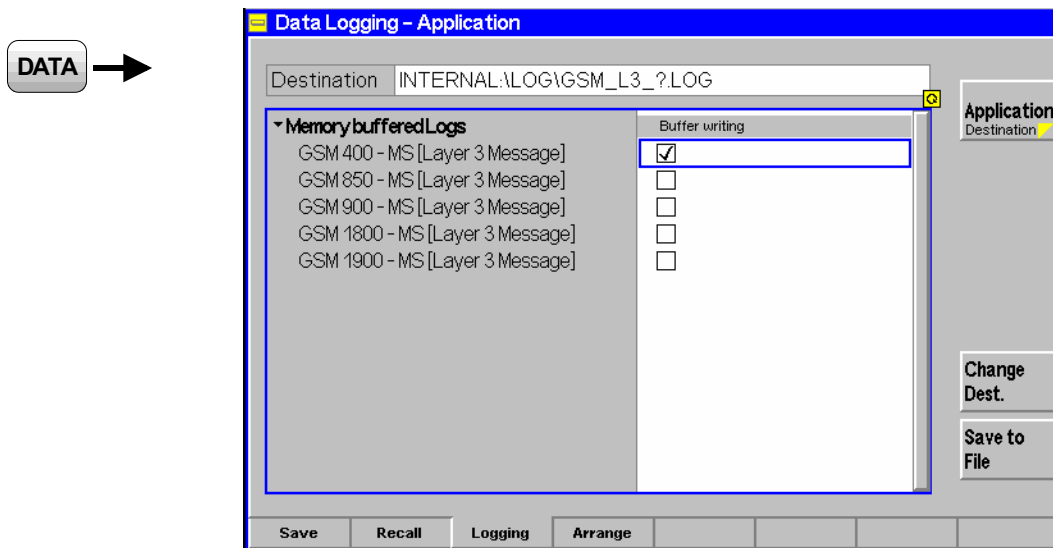 Data Logging – Application
DATA
Destination INTERNAL:\LOG\GSM_L3_?.LOG
Application
Destination
Memory buffered Logs Buffer writing
GSM 400 – MS [Layer 3 Message]
GSM 850 – MS [Layer 3 Message]
GSM 900 – MS [Layer 3 Message]
GSM 1800 – MS [Layer 3 Message]
GSM 1900 – MS [Layer 3 Message]
Change
Dest.
Save to
File
Save Recall Logging Arrange